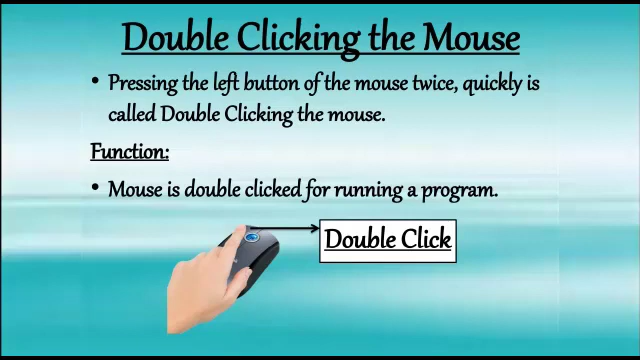 Double Clicking the Mouse
• Pressing the left button of the mouse twice, quickly is
called Double Clicking the mouse.
Function:
• Mouse is double clicked for running a program.
Double Click